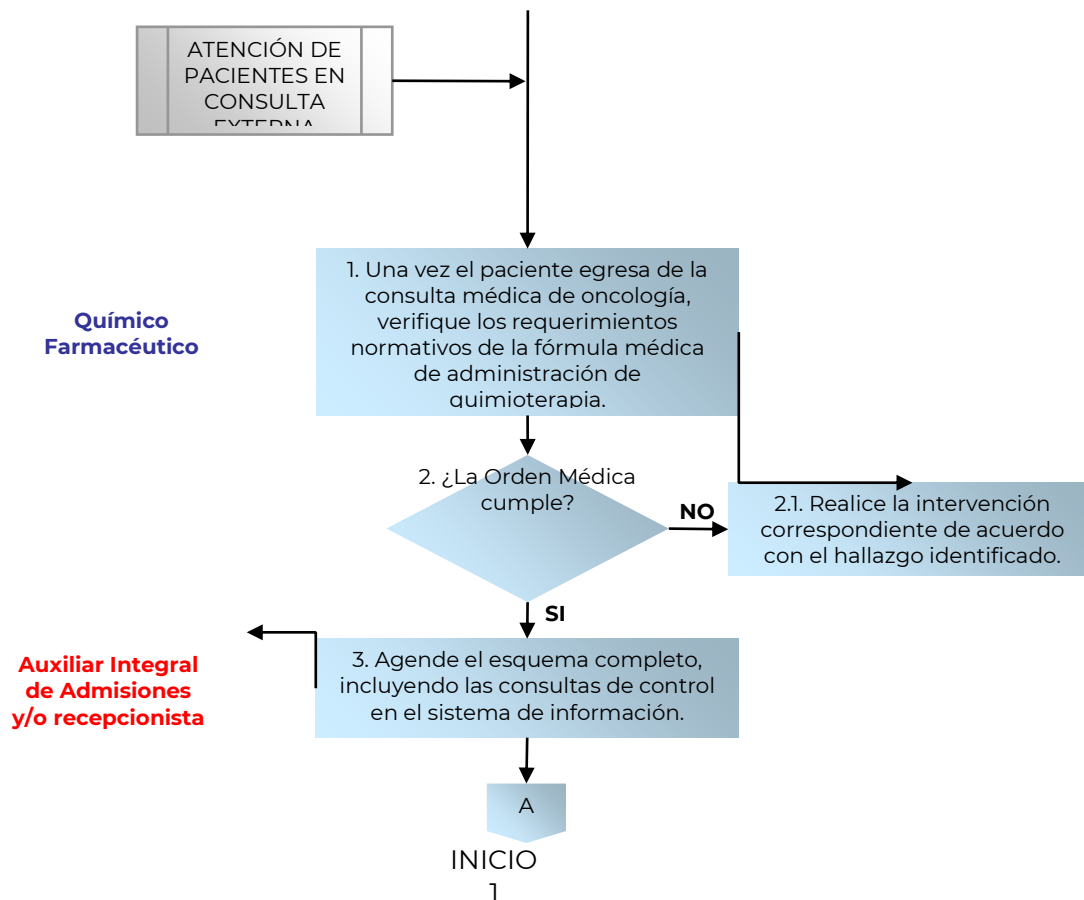 ATENCIÓN DE
PACIENTES EN
CONSULTA
EXTERNA
1. Una vez el paciente egresa de la
consulta médica de oncología,
verifique los requerimientos
normativos de la fórmula médica
de administración de
quimioterapia.
Químico
Farmacéutico
2. ¿La Orden Médica
cumple?
NO
2.1. Realice la intervención
correspondiente de acuerdo
con el hallazgo identificado.
SI
Auxiliar Integral
de Admisiones
y/o recepcionista
3. Agende el esquema completo,
incluyendo las consultas de control
en el sistema de información.
A
INICIO
1